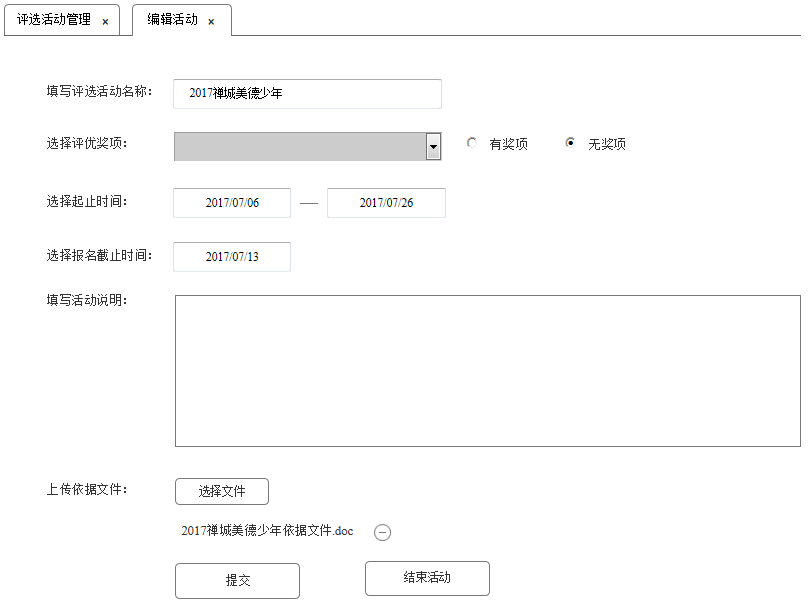 评选活动管理 × 编辑活动 ×
填写评选活动名称： 2017禅城美德少年
选择评优奖项： 有奖项 无奖项
选择起止时间： 2017/07/06 — 2017/07/26
选择报名截止时间： 2017/07/13
填写活动说明：
上传依据文件： 选择文件
2017禅城美德少年依据文件.doc
提交 结束活动